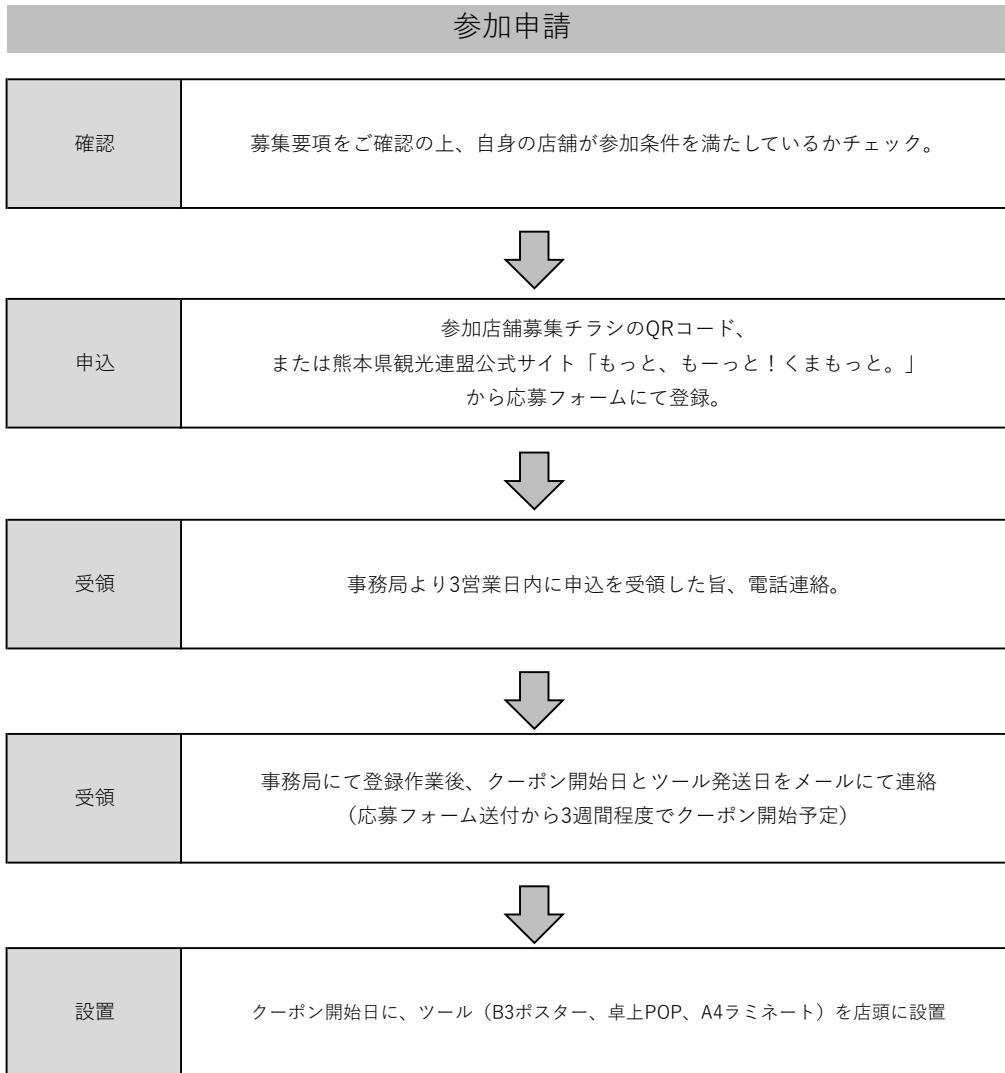 参加申請
確認
募集要項をご確認の上、自身の店舗が参加条件を満たしているかチェック。
申込
参加店舗募集チラシのQRコード、
または熊本県観光連盟公式サイト「もっと、もーっと！くまもっと。」
から応募フォームにて登録。
受領
事務局より3営業日内に申込を受領した旨、電話連絡。
受領
事務局にて登録作業後、クーポン開始日とツール発送日をメールにて連絡
（応募フォーム送付から3週間程度でクーポン開始予定）
設置
クーポン開始日に、ツール（B3ポスター、卓上POP、A4ラミネート）を店頭に設置